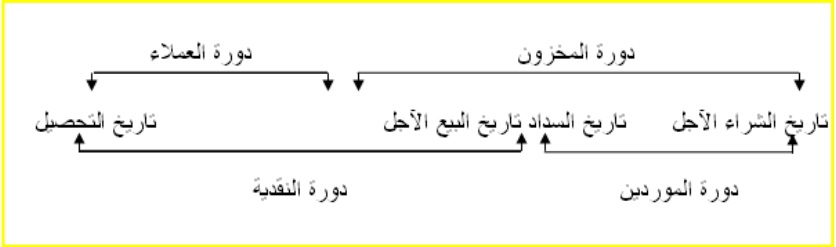 دورة المخزون دورة العملاء
تاريخ الشراء الآجل تاريخ السداد تاريخ البيع الآجل تاريخ التحصيل
دورة الموردين دورة النقدية